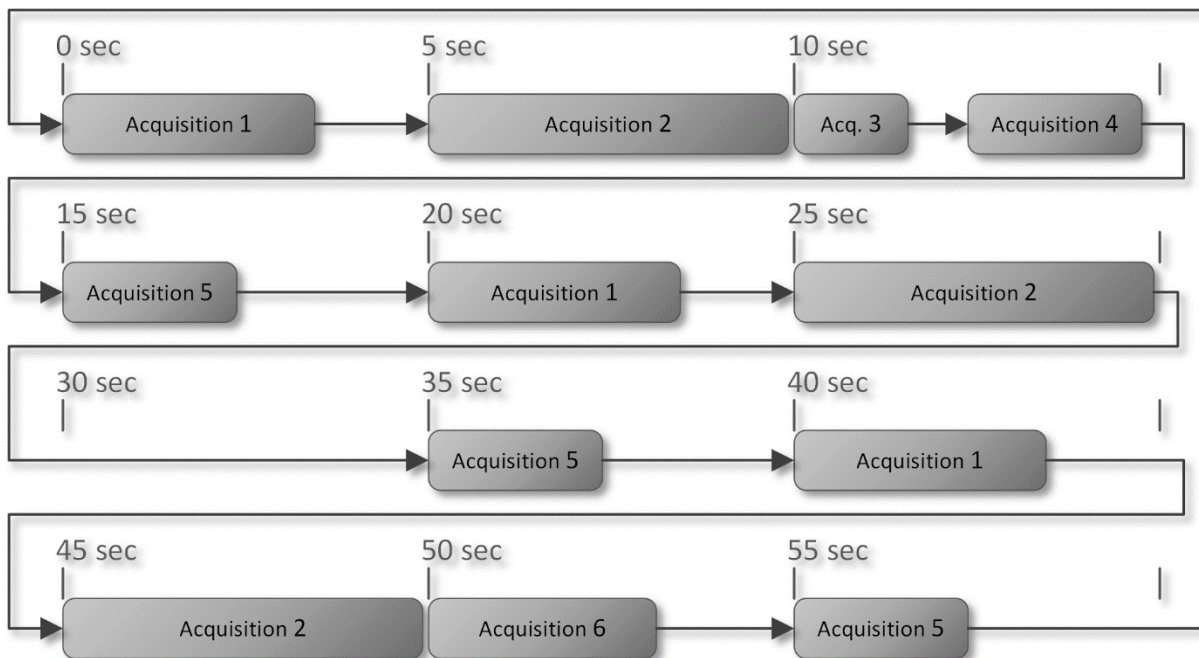 0 sec 5 sec 10 sec
Acquisition 1 Acquisition 2 Acq. 3 Acquisition 4
15 sec 20 sec 25 sec
Acquisition 5 Acquisition 1 Acquisition 2
30 sec 35 sec 40 sec
Acquisition 5 Acquisition 1
45 sec 50 sec 55 sec
Acquisition 2 Acquisition 6 Acquisition 5